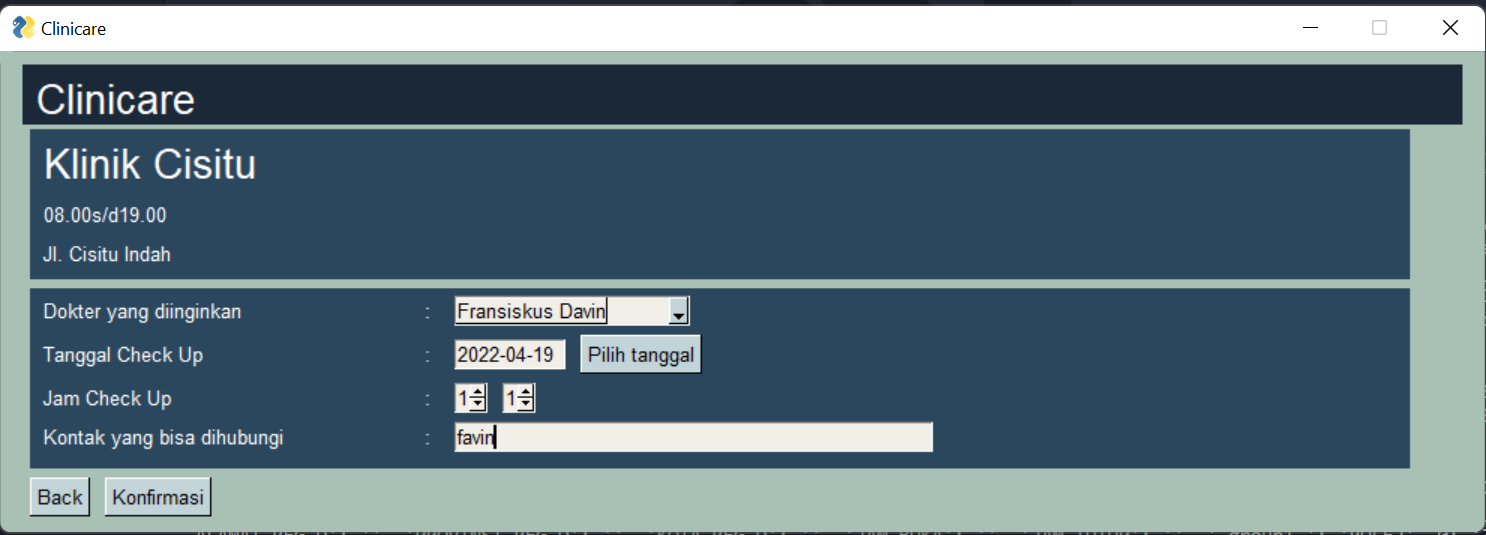 Clinicare
Clinicare
Klinik Cisitu
08.00s/d19.00
Jl. Cisitu Indah
Dokter yang diinginkan : Fransiskus Davin
Tanggal Check Up : 2022-04-19 Pilih tanggal
Jam Check Up : 1 1
Kontak yang bisa dihubungi : favin
Back Konfirmasi